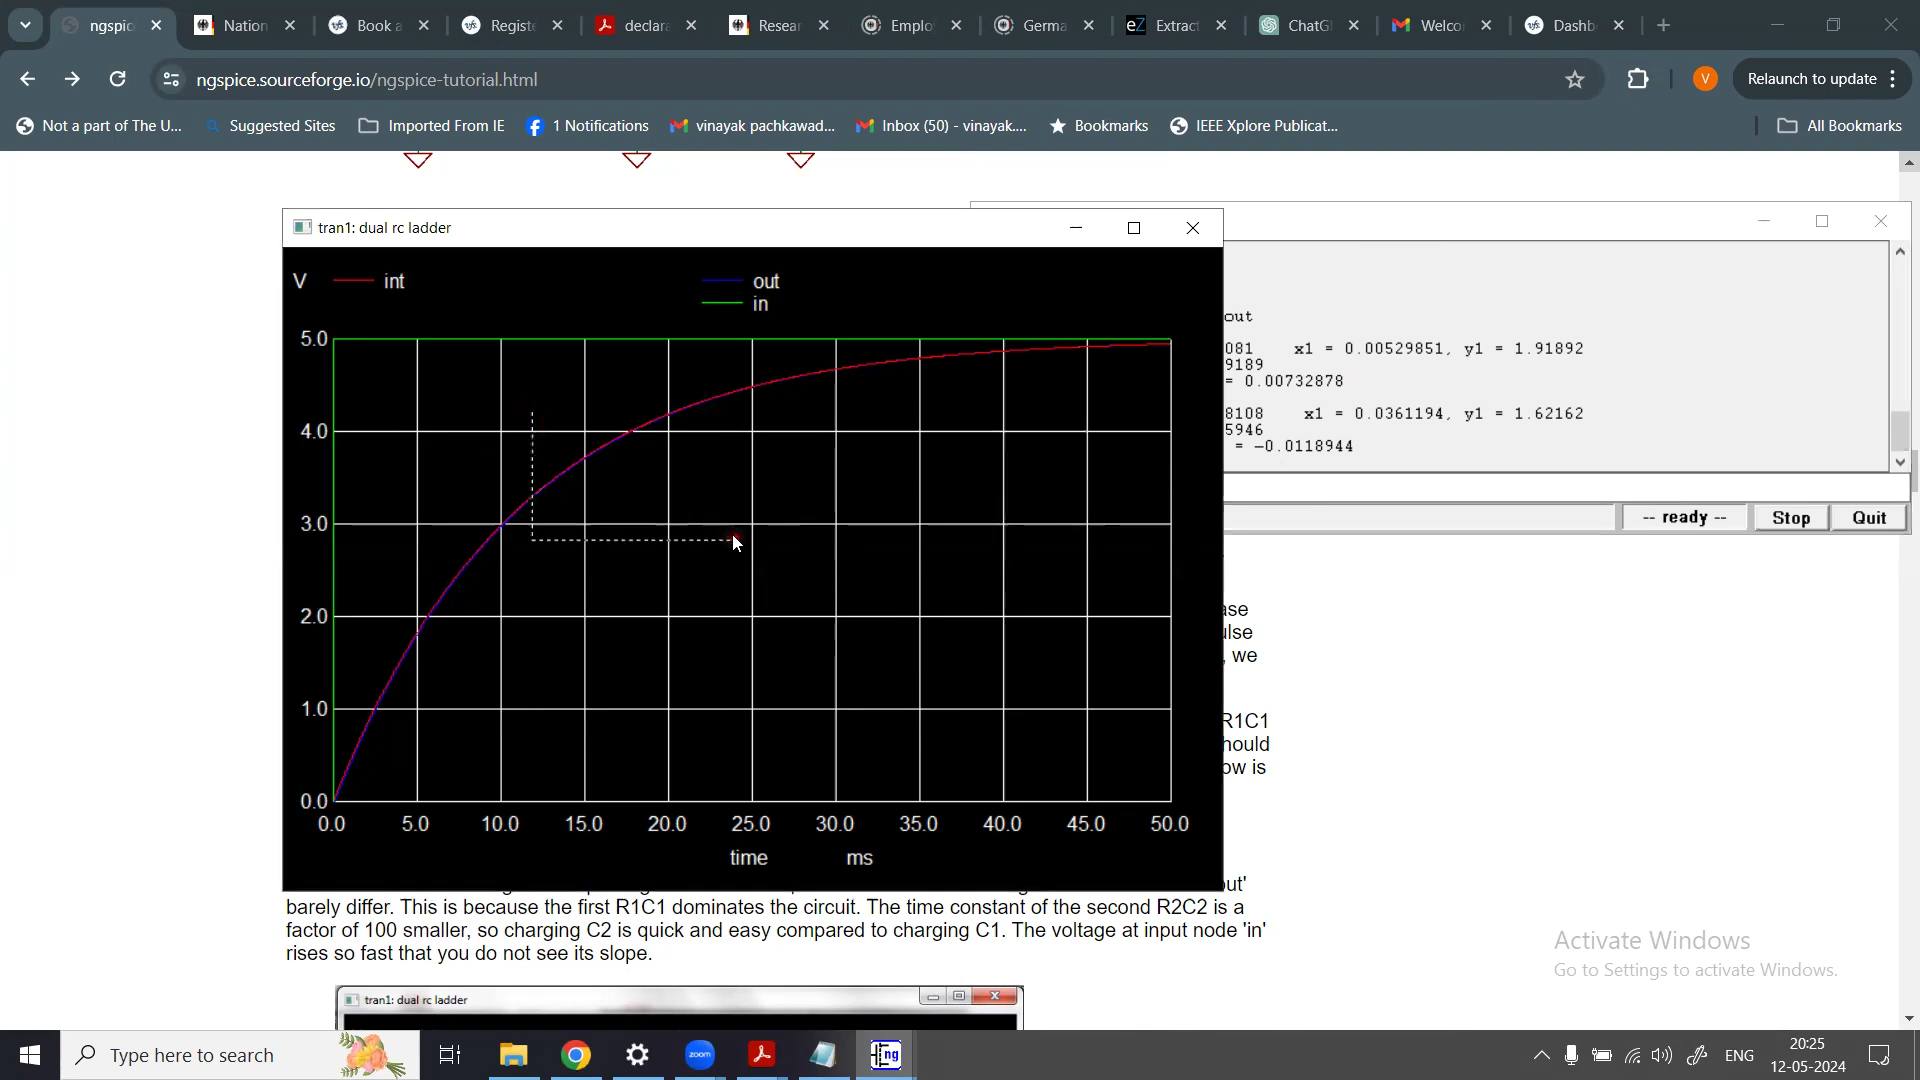 ngspic
Nation
Book a
Registe
declara
Resear
Emplo
Germa
eZ
Extract
ChatG
Welco
Dashb
ngspice.sourceforge.io/ngspice-tutorial.html
V
Relaunch to update
Not a part of The U...
Suggested Sites
Imported From IE
1 Notifications
vinayak pachkawad...
Inbox (50) - vinayak....
Bookmarks
IEEE Xplore Publicat...
All Bookmarks
tran1: dual rc ladder
V
int
out
in
5.0
4.0
3.0
2.0
1.0
0.0
0.0 5.0 10.0 15.0 20.0 25.0 30.0 35.0 40.0 45.0 50.0
time ms
out
081 x1 = 0.00529851, y1 = 1.91892
9189
= 0.00732878
8108 x1 = 0.0361194, y1 = 1.62162
5946
= -0.0118944
-- ready --
Stop
Quit
ase
ulse
, we
R1C1
hould
ow is
out'
barely differ. This is because the first R1C1 dominates the circuit. The time constant of the second R2C2 is a
factor of 100 smaller, so charging C2 is quick and easy compared to charging C1. The voltage at input node 'in'
rises so fast that you do not see its slope.
tran1: dual rc ladder
Activate Windows
Go to Settings to activate Windows.
Type here to search
zoom
ng
ENG
20:25
12-05-2024